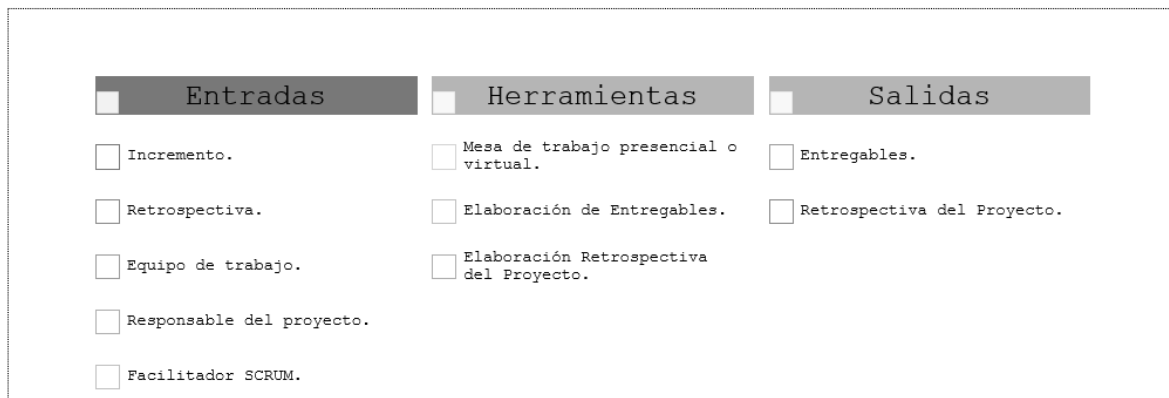 Entradas
Incremento.
Retrospectiva.
Equipo de trabajo.
Responsable del proyecto.
Facilitador SCRUM.
Herramientas
Mesa de trabajo presencial o
virtual.
Elaboración de Entregables.
Elaboración Retrospectiva
del Proyecto.
Salidas
Entregables.
Retrospectiva del Proyecto.